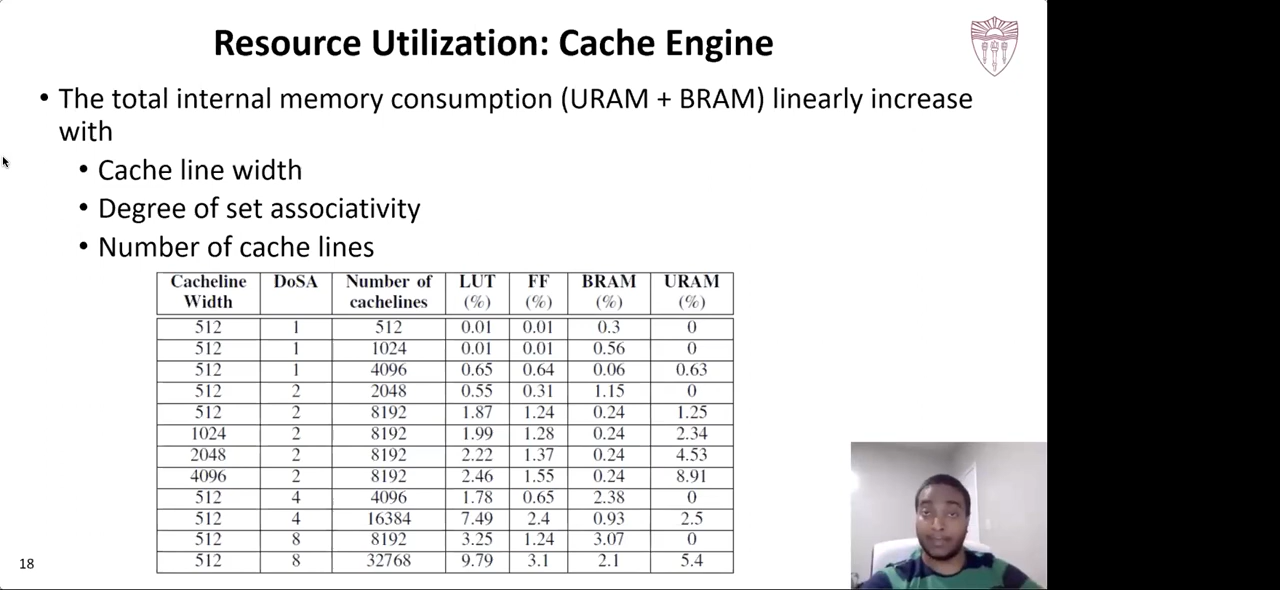 Resource Utilization: Cache Engine
• The total internal memory consumption (URAM + BRAM) linearly increase
with
• Cache line width
• Degree of set associativity
• Number of cache lines
Cacheline Width DoSA Number of cachelines LUT (%) FF (%) BRAM (%) URAM (%)
512 1 512 0.01 0.01 0.3 0
512 1 1024 0.01 0.01 0.56 0
512 1 4096 0.65 0.64 0.06 0.63
512 2 2048 0.55 0.31 1.15 0
512 2 8192 1.87 1.24 0.24 1.25
1024 2 8192 1.99 1.28 0.24 2.34
2048 2 8192 2.22 1.37 0.24 4.53
4096 2 8192 2.46 1.55 0.24 8.91
512 4 4096 1.78 0.65 2.38 0
512 4 16384 7.49 2.4 0.93 2.5
512 8 8192 3.25 1.24 3.07 0
512 8 32768 9.79 3.1 2.1 5.4
18